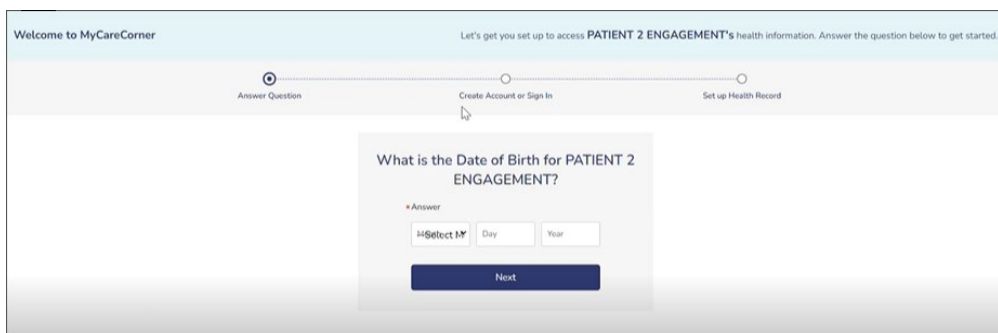 Welcome to MyCareCorner
Let's get you set up to access PATIENT 2 ENGAGEMENT's health information. Answer the question below to get started.
Answer Question
Create Account or Sign In
Set up Health Record
What is the Date of Birth for PATIENT 2
ENGAGEMENT?
* Answer
Select M
Day
Year
Next